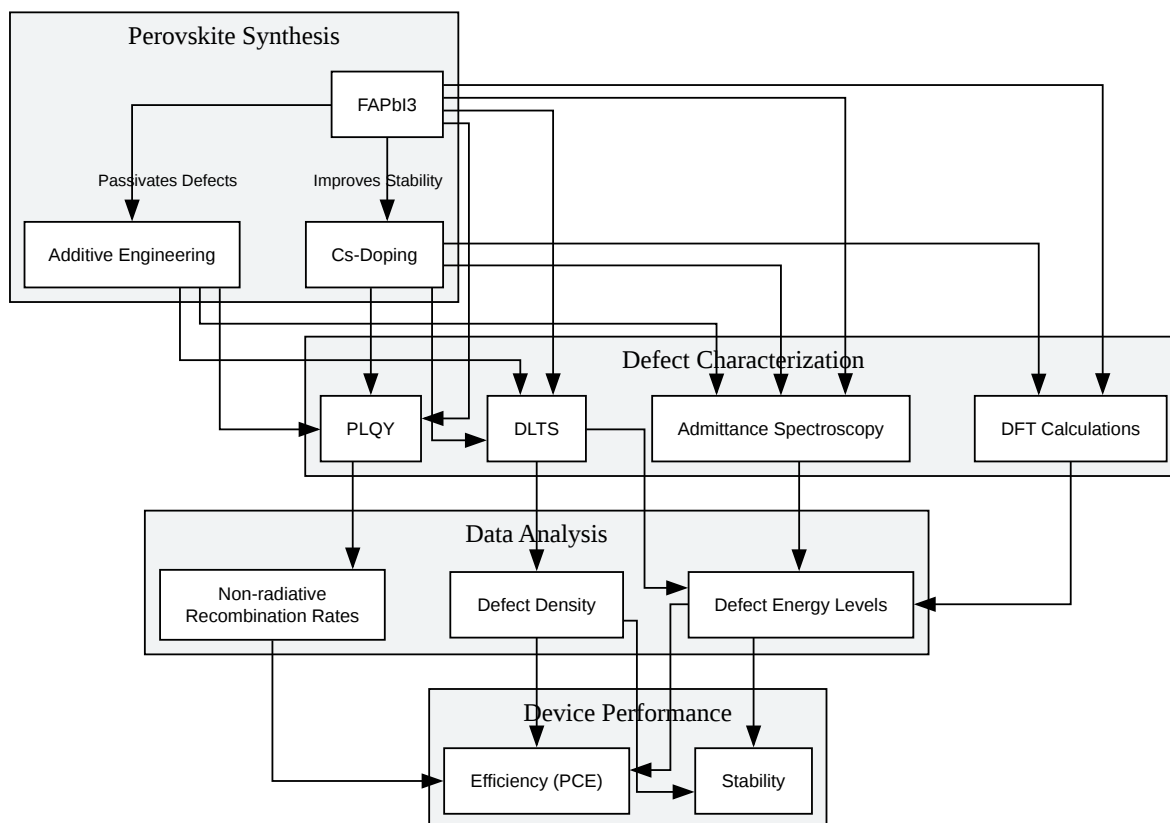 Perovskite Synthesis
FAPbI3
Passivates Defects
Improves Stability
Additive Engineering
Cs-Doping
Defect Characterization
PLQY
DLTS
Admittance Spectroscopy
DFT Calculations
Data Analysis
Non-radiative
Recombination Rates
Defect Density
Defect Energy Levels
Device Performance
Efficiency (PCE)
Stability